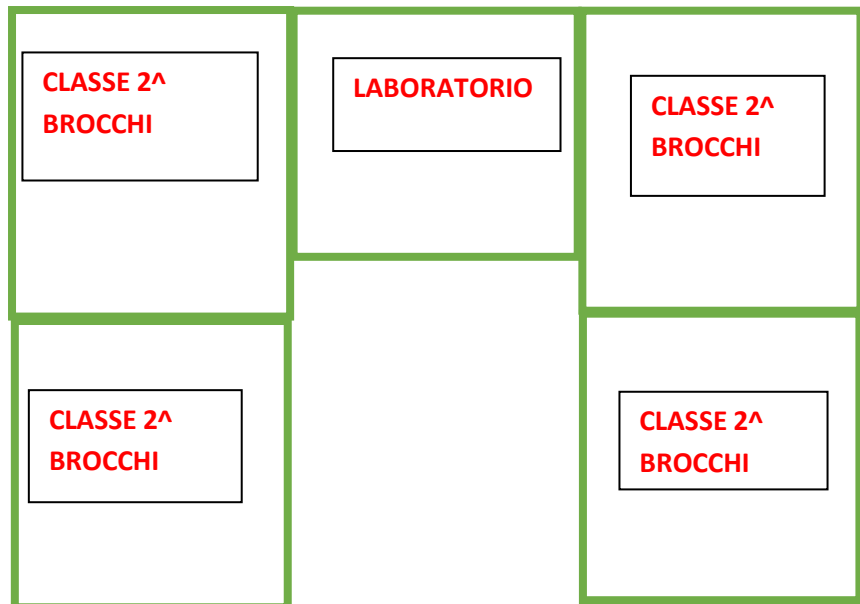 CLASSE 2^
BROCCHI
LABORATORIO
CLASSE 2^
BROCCHI
CLASSE 2^
BROCCHI
CLASSE 2^
BROCCHI